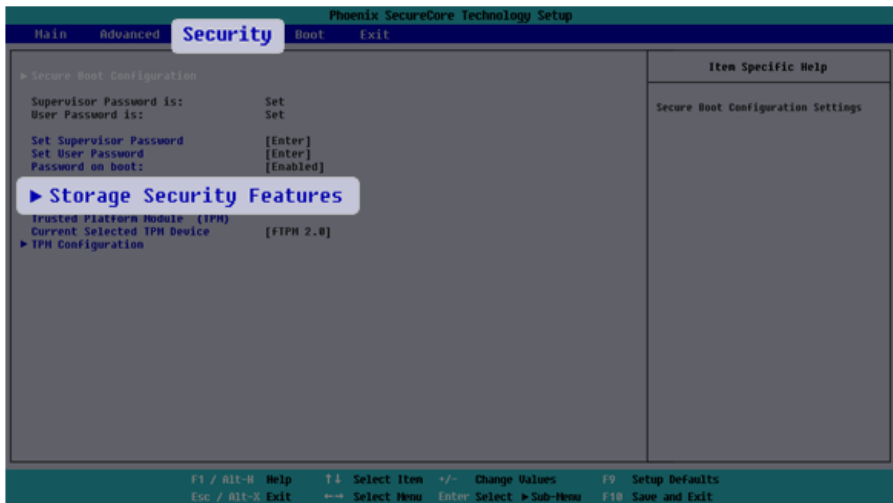 Phoenix SecureCore Technology Setup
Main Advanced Security Boot Exit
▶ Secure Boot Configuration
Supervisor Password is: Set
User Password is: Set
Set Supervisor Password [Enter]
Set User Password [Enter]
Password on boot: [Enabled]
▶ Storage Security Features
Trusted Platform Module (TPM)
Current Selected TPM Device [fTPM 2.0]
▶ TPM Configuration
Item Specific Help
Secure Boot Configuration Settings
F1 / Alt-H Help ↑↓ Select Item +/- Change Values F9 Setup Defaults
Esc / Alt-X Exit ←→ Select Menu Enter Select ▶ Sub-Menu F10 Save and Exit